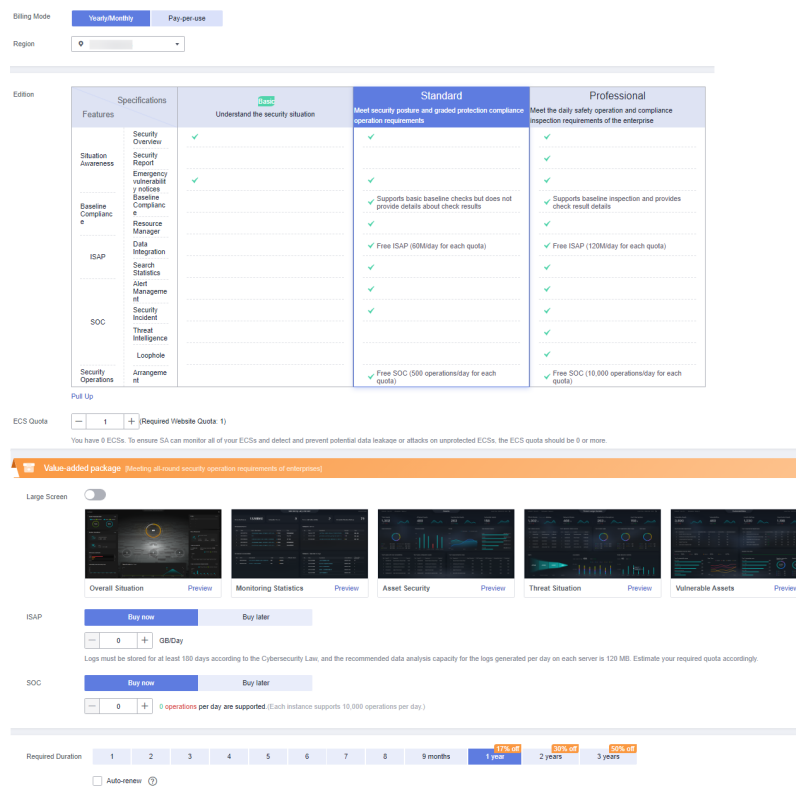 Billing Mode
Yearly/Monthly
Pay-per-use
Region
Edition
Specifications
Features
Basic
Understand the security situation
Standard
Meet security posture and graded protection compliance
operation requirements
Professional
Meet the daily safety operation and compliance
inspection requirements of the enterprise
Situation
Awareness
Security
Overview
Security
Report
Emergency
vulnerabilit
y notices
Baseline
Complianc
e
Baseline
Complianc
e
Supports basic baseline checks but does not
provide details about check results
Supports baseline inspection and provides
check result details
Resource
Manager
ISAP
Data
Integration
Free ISAP (60M/day for each quota)
Free ISAP (120M/day for each quota)
Search
Statistics
SOC
Alert
Manageme
nt
Security
Incident
Threat
Intelligence
Loophole
Security
Operations
Arrangeme
nt
Free SOC (500 operations/day for each
quota)
Free SOC (10,000 operations/day for each
quota)
Pull Up
ECS Quota
1
(Required Website Quota: 1)
You have 0 ECSs. To ensure SA can monitor all of your ECSs and detect and prevent potential data leakage or attacks on unprotected ECSs. the ECS quota should be 0 or more.
Value-added package [Meeting all-round security operation requirements of enterprises]
Large Screen
Overall Situation Preview
Monitoring Statistics Preview
Asset Security Preview
Threat Situation Preview
Vulnerable Assets Preview
ISAP
Buy now
Buy later
0
GB/Day
Logs must be stored for at least 180 days according to the Cybersecurity Law, and the recommended data analysis capacity for the logs generated per day on each server is 120 MB. Estimate your required quota accordingly.
SOC
Buy now
Buy later
0
0 operations per day are supported.(Each instance supports 10,000 operations per day.)
17% off
30% off
50% off
Required Duration
1 2 3 4 5 6 7 8 9 months 1 year 2 years 3 years
Auto-renew ?